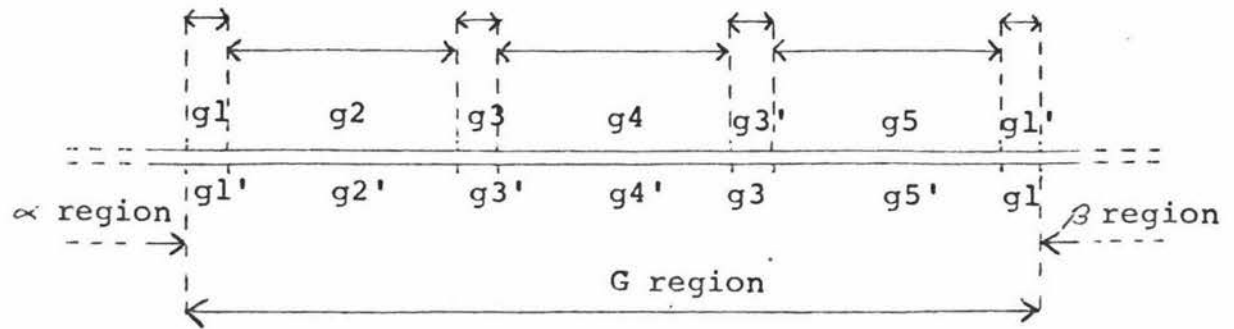 g1 g2 g3 g4 g3' g5 g1'
g1' g2' g3' g4' g3 g5' g1
α region β region
G region